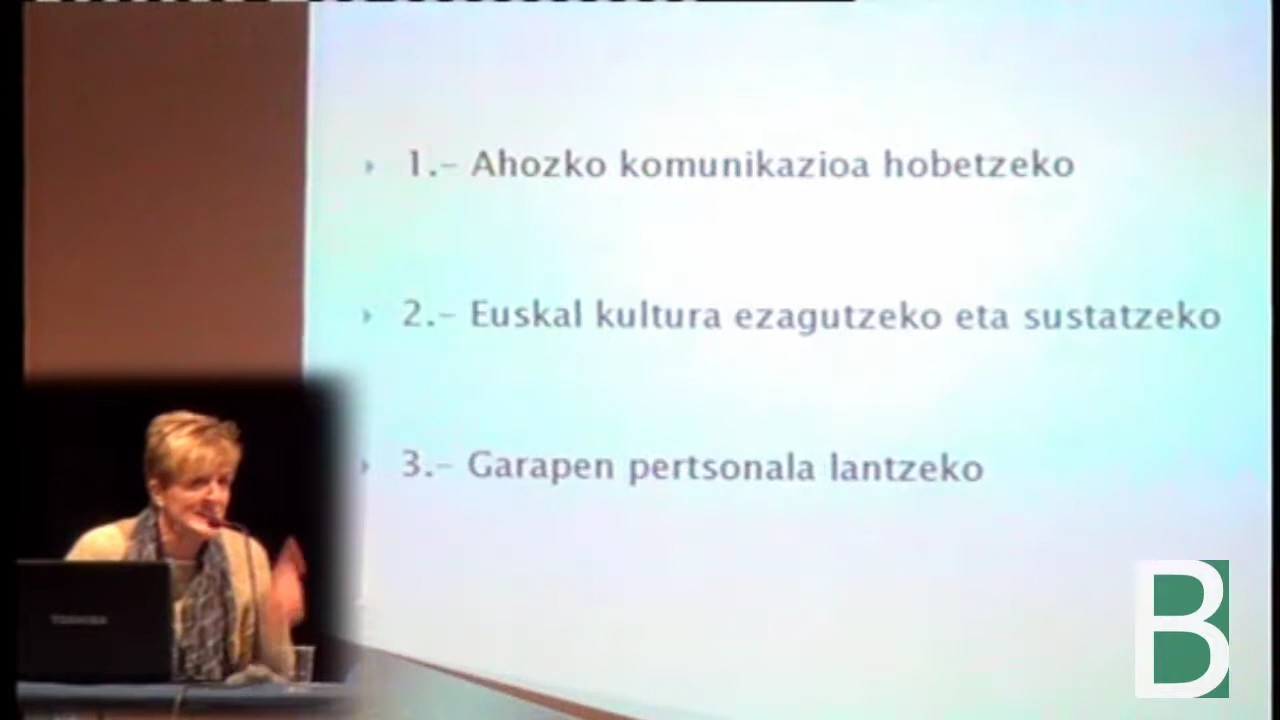 1.- Ahozko komunikazioa hobetzeko
2.- Euskal kultura ezagutzeko eta sustatzeko
3.- Garapen pertsonala lantzeko
TOSHIBA
B